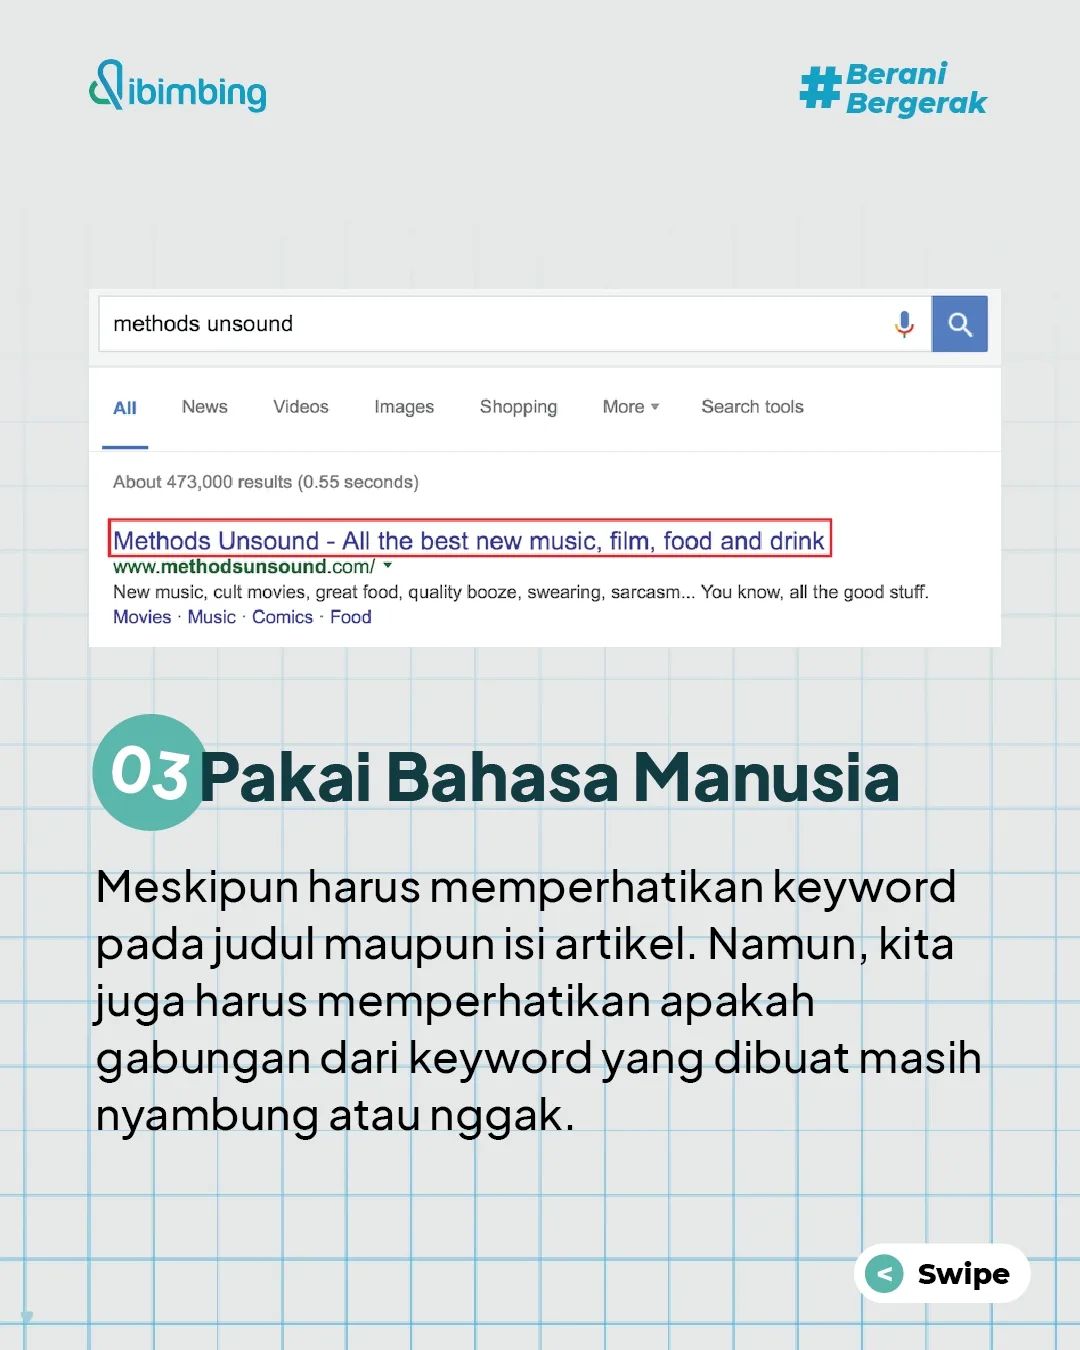 dibimbing
#Berani
Bergerak
methods unsound
All News Videos Images Shopping More Search tools
About 473,000 results (0.55 seconds)
Methods Unsound - All the best new music, film, food and drink
www.methodsunsound.com/
New music, cult movies, great food, quality booze, swearing, sarcasm... You know, all the good stuff.
Movies · Music · Comics · Food
03 Pakai Bahasa Manusia
Meskipun harus memperhatikan keyword
pada judul maupun isi artikel. Namun, kita
juga harus memperhatikan apakah
gabungan dari keyword yang dibuat masih
nyambung atau nggak.
< Swipe